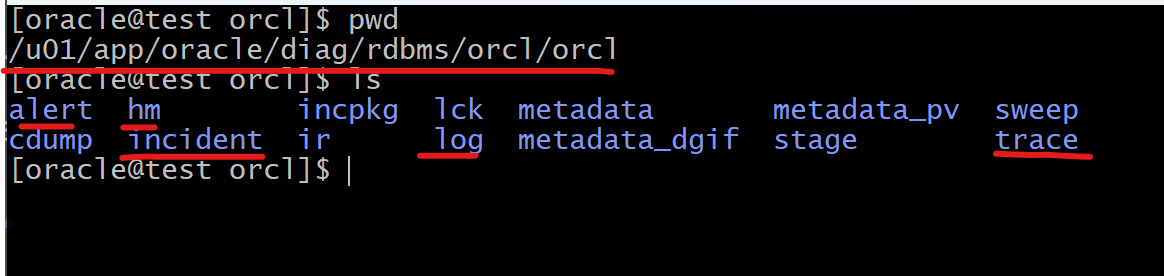 [oracle@test orcl]$ pwd
/u01/app/oracle/diag/rdbms/orcl/orcl
[oracle@test orcl]$ ls
alert hm incpkg lck metadata metadata_pv sweep
cdump incident ir log metadata_dgif stage trace
[oracle@test orcl]$